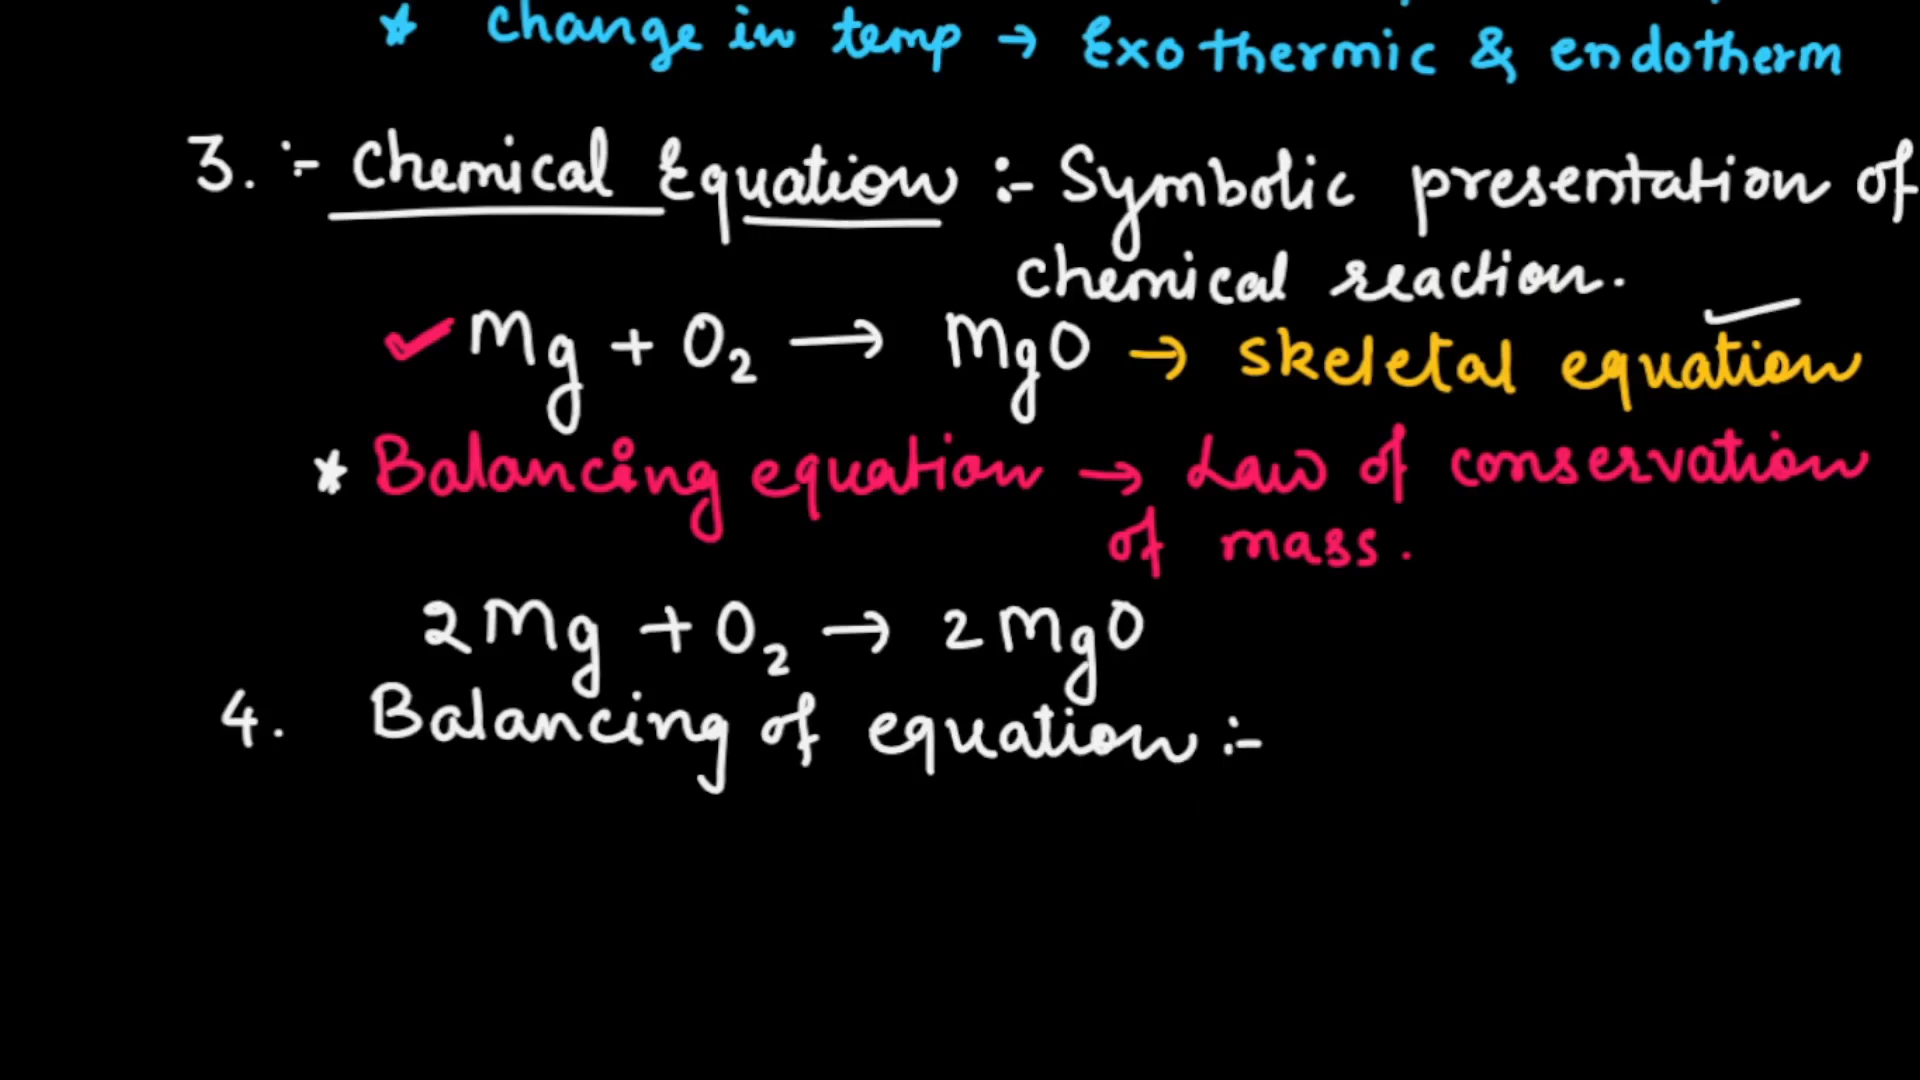 * change in temp → Exothermic & endotherm
3. :- Chemical Equation :- Symbolic presentation of
chemical reaction.
✓ Mg + O₂ → MgO → skeletal equation
* Balancing equation → Law of conservation
of mass.
2Mg + O₂ → 2MgO
4. Balancing of equation :-